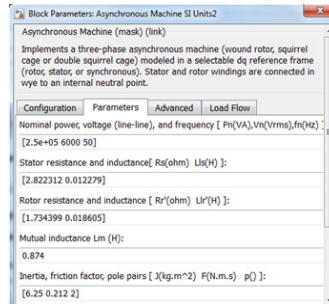 Block Parameters: Asynchronous Machine SI Units2
Asynchronous Machine (mask) (link)
Implements a three-phase asynchronous machine (wound rotor, squirrel
cage or double squirrel cage) modeled in a selectable dq reference frame
(rotor, stator, or synchronous). Stator and rotor windings are connected in
wye to an internal neutral point.
Configuration Parameters Advanced Load Flow
Nominal power, voltage (line-line), and frequency [ Pn(VA),Vn(Vrms),fn(Hz)
[2.5e+05 6000 50]
Stator resistance and inductance[ Rs(ohm) Lls(H) ]:
[2.822312 0.012279]
Rotor resistance and inductance [ Rr'(ohm) Llr'(H) ]:
[1.734399 0.018605]
Mutual inductance Lm (H):
0.874
Inertia, friction factor, pole pairs [ J(kg.m^2) F(N.m.s) p() ]:
[6.25 0.212 2]